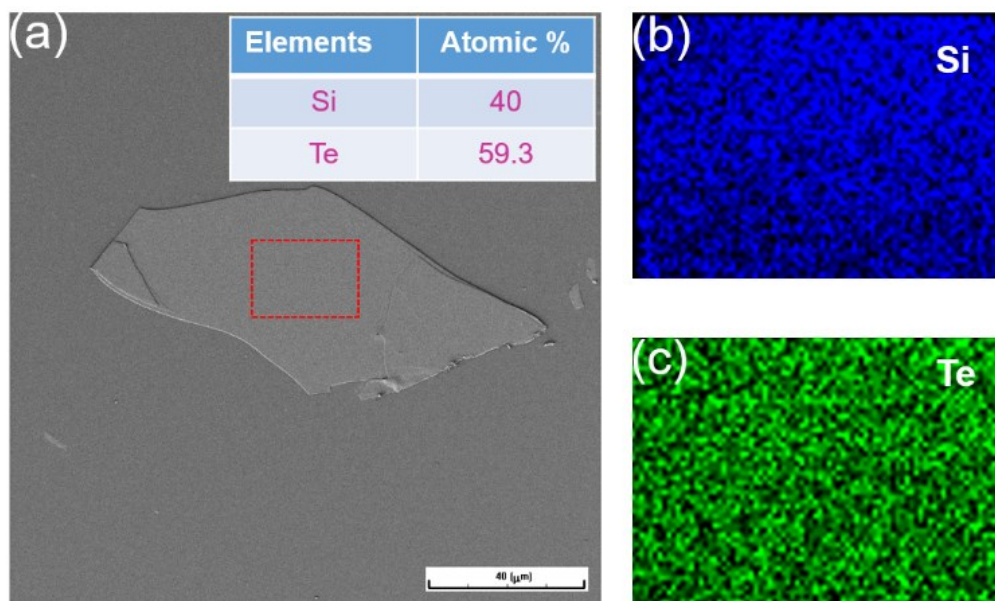 (a)
Elements Atomic %
Si 40
Te 59.3
40 (μm)
(b)
Si
(c)
Te